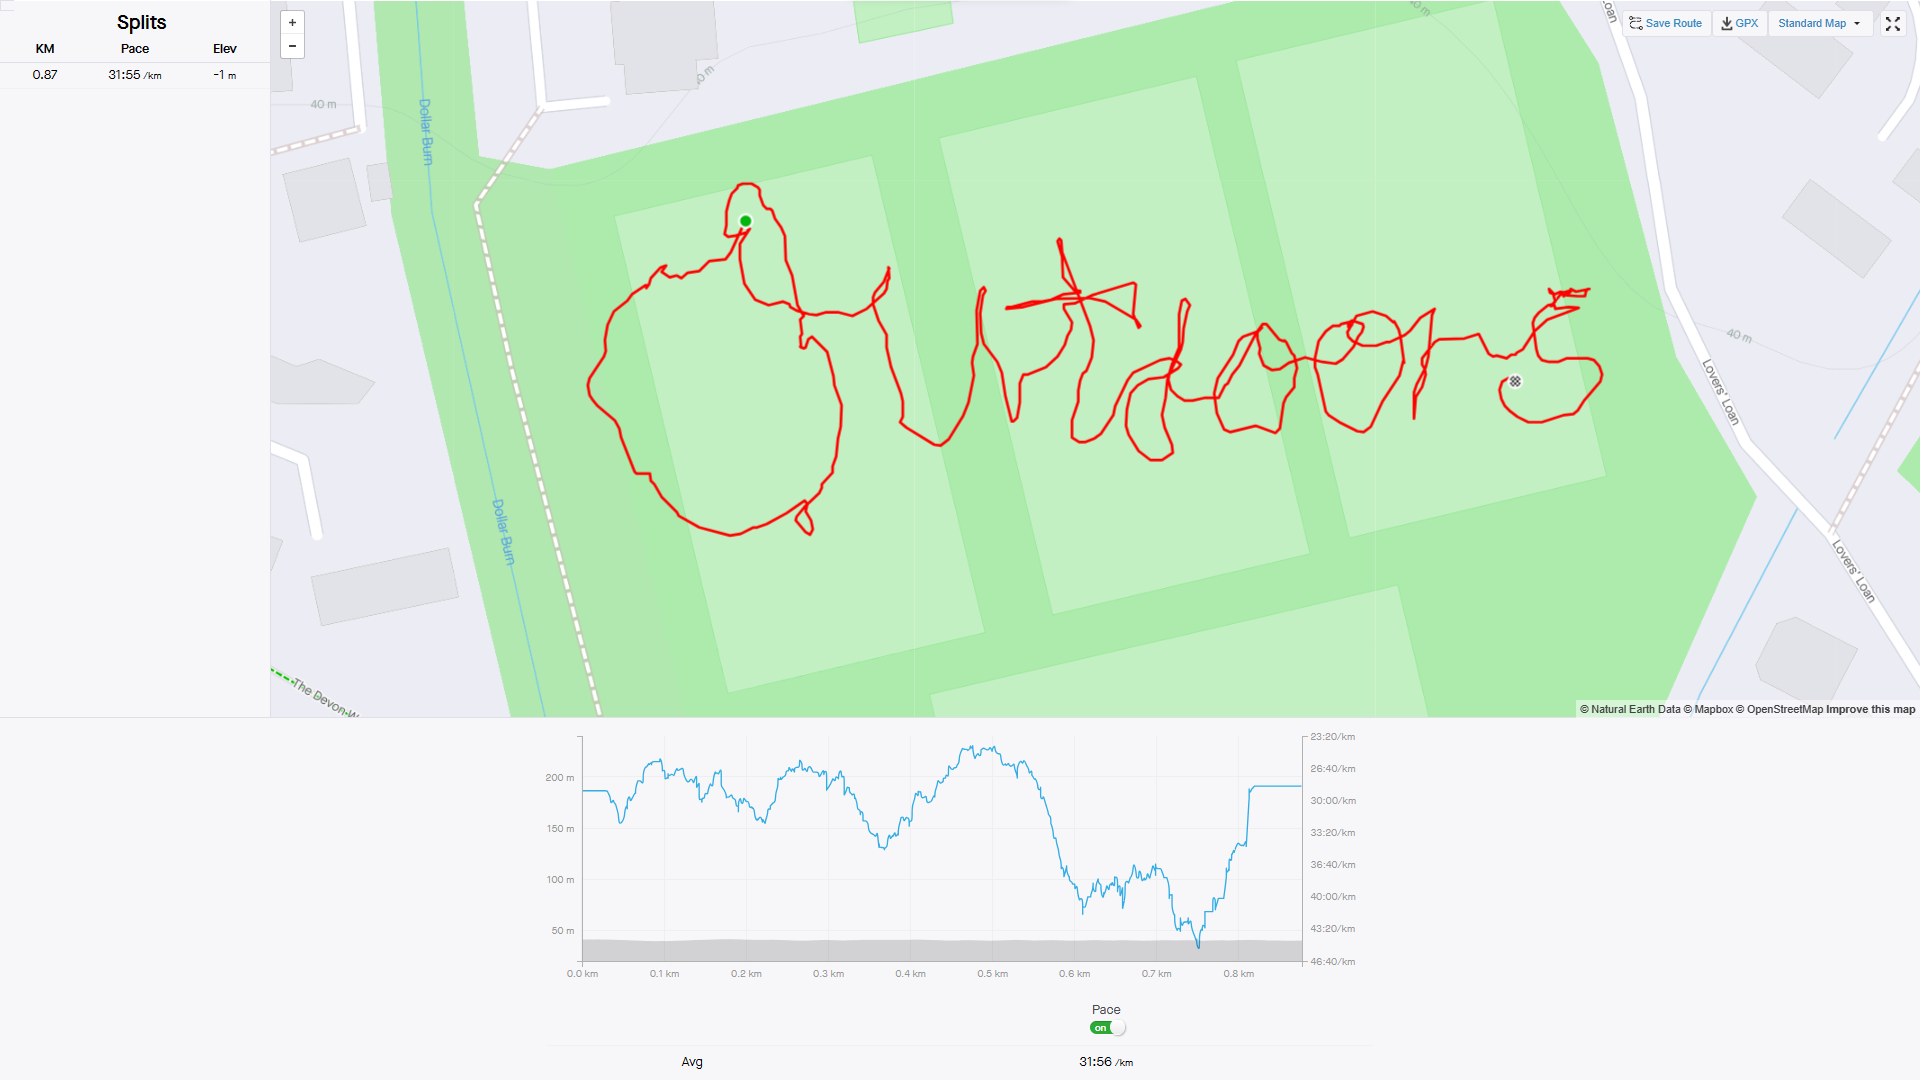 Splits
KM Pace Elev
0.87 31:55 /km -1 m
+
−
Save Route
GPX
Standard Map
40 m
Dollar Burn
Dollar Burn
0 m
40 m
40 m
Loan
Lovers' Loan
Lovers' Loan
The Devon W
Outdoors
© Natural Earth Data © Mapbox © OpenStreetMap Improve this map
200 m
150 m
100 m
50 m
23:20/km
26:40/km
30:00/km
33:20/km
36:40/km
40:00/km
43:20/km
46:40/km
0.0 km 0.1 km 0.2 km 0.3 km 0.4 km 0.5 km 0.6 km 0.7 km 0.8 km
Pace
on
Avg 31:56 /km